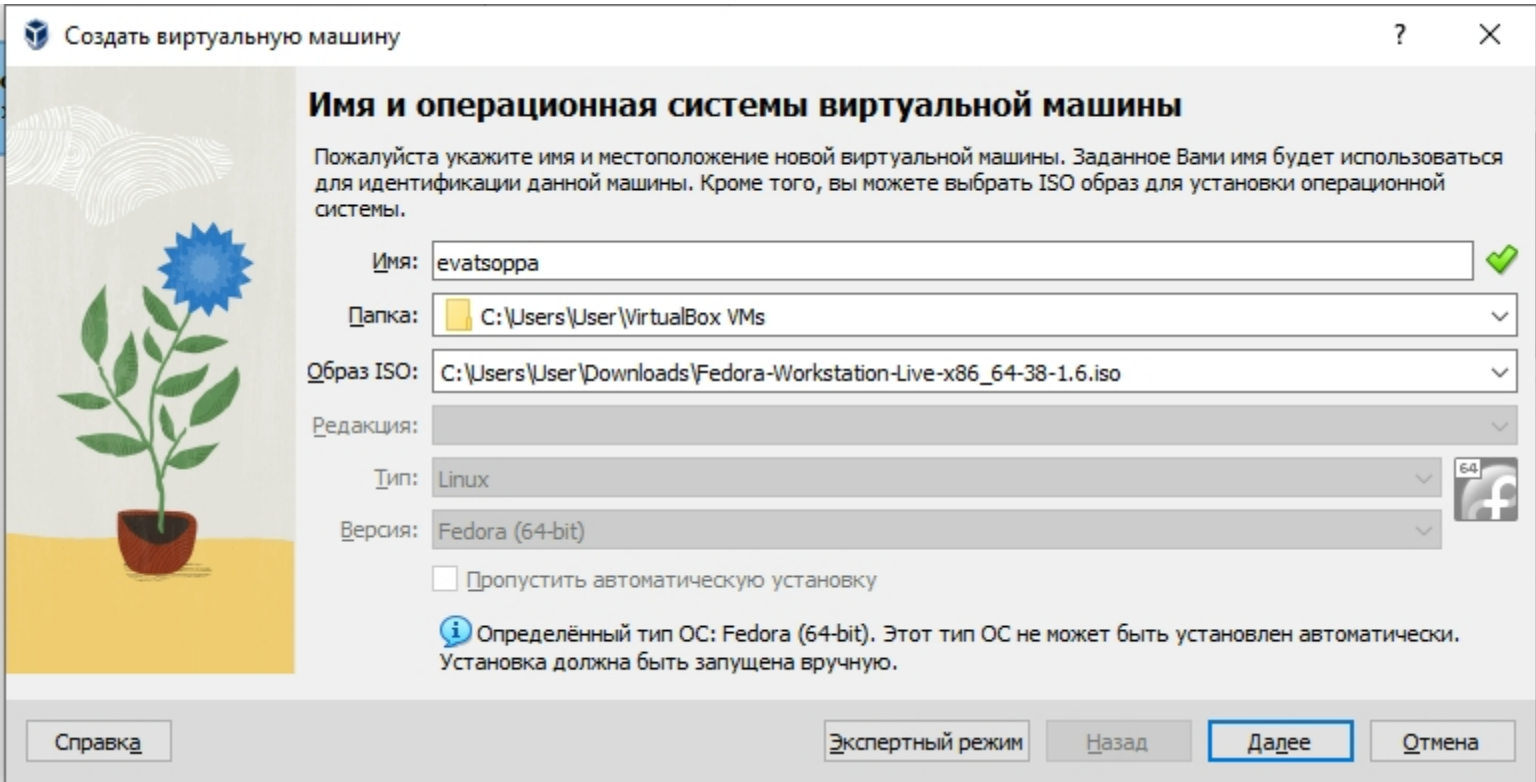 Создать виртуальную машину
?
Имя и операционная системы виртуальной машины
Пожалуйста укажите имя и местоположение новой виртуальной машины. Заданное Вами имя будет использоваться
для идентификации данной машины. Кроме того, вы можете выбрать ISO образ для установки операционной
системы.
Имя: evatsoppa
Папка: C:\Users\User\VirtualBox VMs
Образ ISO: C:\Users\User\Downloads\Fedora-Workstation-Live-x86_64-38-1.6.iso
Редакция:
Тип: Linux
64
Версия: Fedora (64-bit)
Пропустить автоматическую установку
Определённый тип ОС: Fedora (64-bit). Этот тип ОС не может быть установлен автоматически.
Установка должна быть запущена вручную.
Справка Экспертный режим Назад Далее Отмена